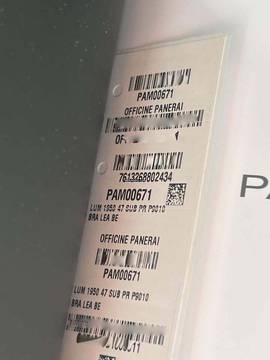 PAM00671
OFFICINE PANERAI
7613268802434
PAM00671
LUM 1950 47 SUB PR P9010
BRA LEA BE
OFFICINE PANERAI
PAM00671
LUM 1950 47 SUB PR P9010
BRA LEA BE